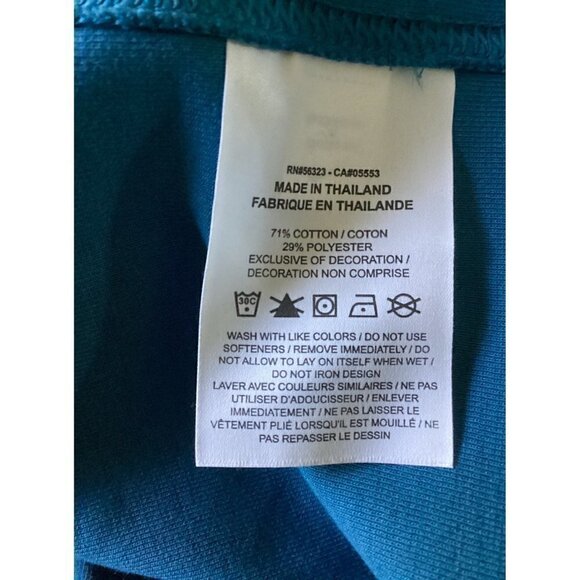 RN#56323 - CA#05553
MADE IN THAILAND
FABRIQUE EN THAILANDE
71% COTTON / COTON
29% POLYESTER
EXCLUSIVE OF DECORATION /
DECORATION NON COMPRISE
30C
WASH WITH LIKE COLORS / DO NOT USE
SOFTENERS / REMOVE IMMEDIATELY / DO
NOT ALLOW TO LAY ON ITSELF WHEN WET /
DO NOT IRON DESIGN
LAVER AVEC COULEURS SIMILAIRES / NE PAS
UTILISER D'ADOUCISSEUR / ENLEVER
IMMEDIATEMENT / NE PAS LAISSER LE
VÊTEMENT PLIÉ LORSQU'IL EST MOUILLÉ / NE
PAS REPASSER LE DESSIN